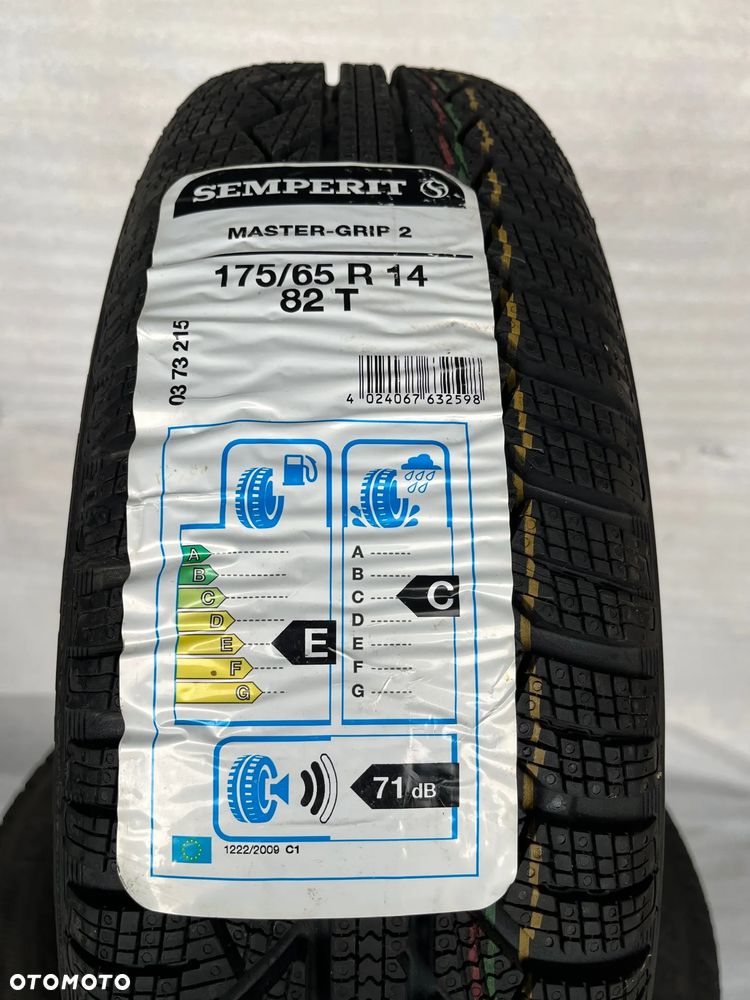 SEMPERIT
MASTER-GRIP 2
175/65 R 14
82 T
03 73 215
4 024067 632598
A
B
C
D
E
F
G
E
A
B
C
D
E
F
G
C
71 dB
1222/2009 C1
OTOMOTO